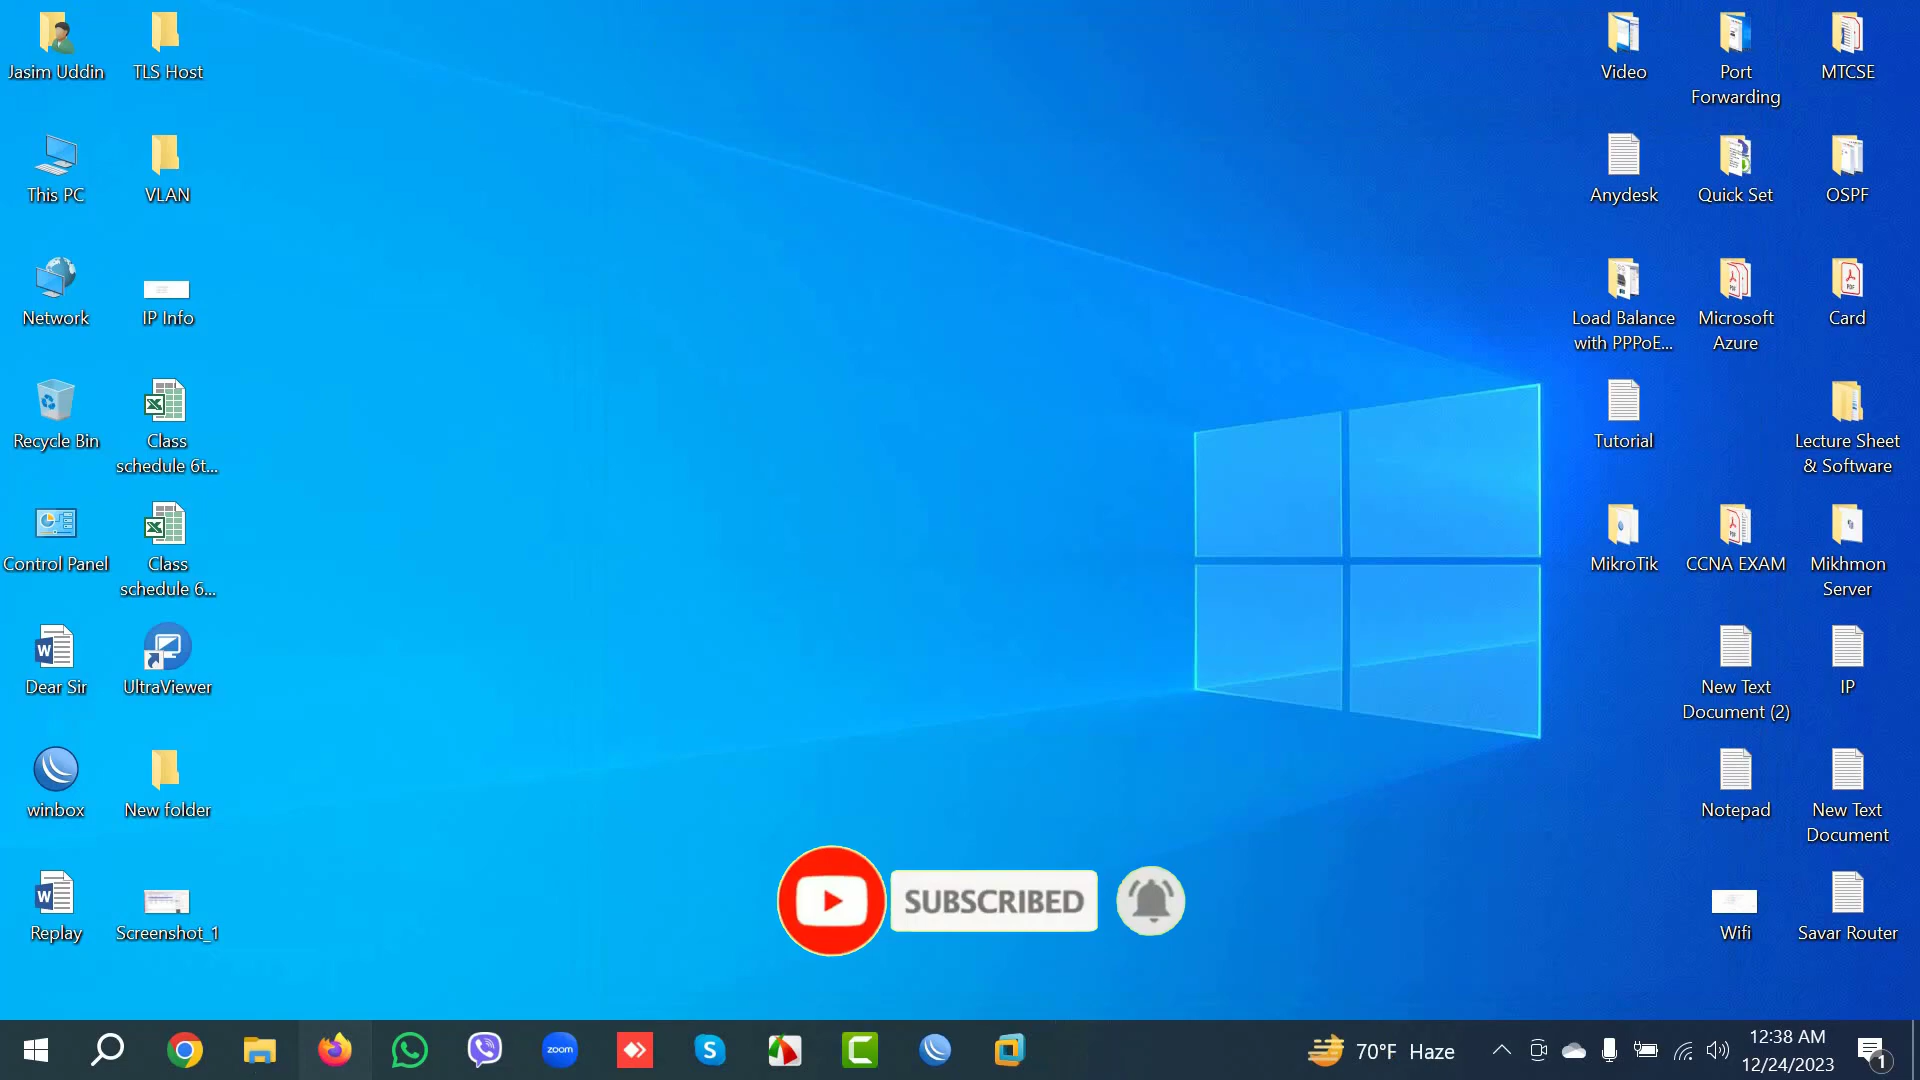 Jasim Uddin
TLS Host
This PC
VLAN
Network
IP Info
Recycle Bin
Class
schedule 6t...
Control Panel
Class
schedule 6...
Dear Sir
UltraViewer
winbox
New folder
Replay
Screenshot_1
Video
Port
Forwarding
MTCSE
Anydesk
Quick Set
OSPF
Load Balance
with PPPoE...
Microsoft
Azure
Card
Tutorial
Lecture Sheet
& Software
MikroTik
CCNA EXAM
Mikhmon
Server
New Text
Document (2)
IP
Notepad
New Text
Document
Wifi
Savar Router
SUBSCRIBED
zoom
70°F Haze
12:38 AM
12/24/2023
1